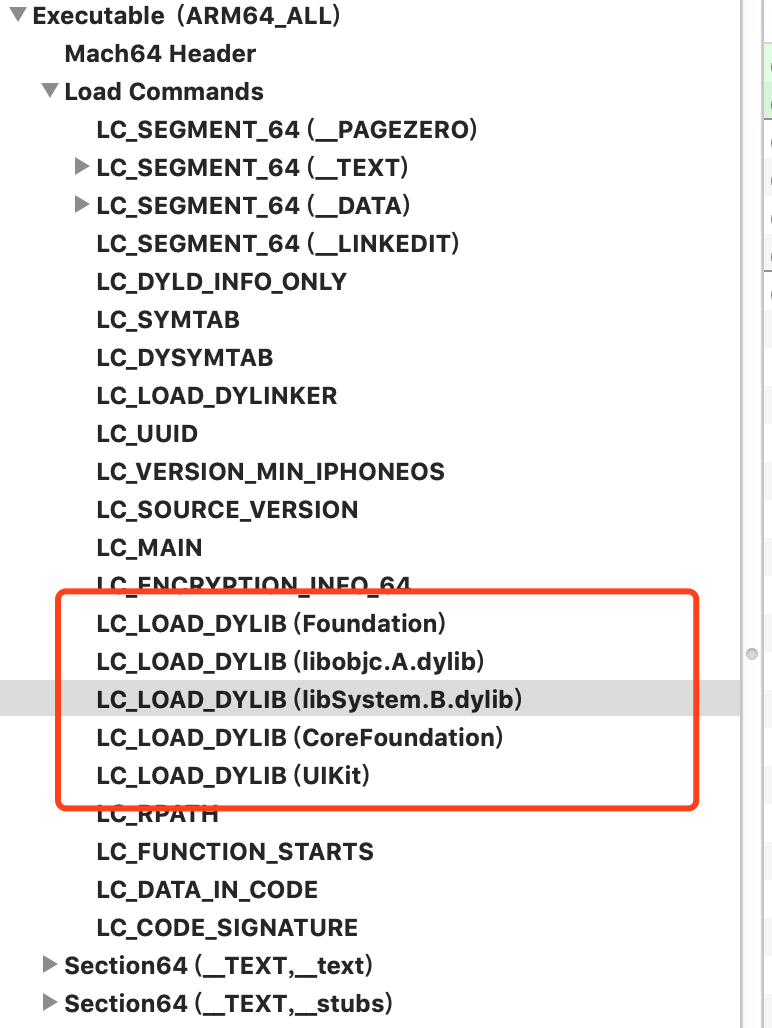 Executable (ARM64_ALL)
Mach64 Header
Load Commands
LC_SEGMENT_64 (__PAGEZERO)
LC_SEGMENT_64 (__TEXT)
LC_SEGMENT_64 (__DATA)
LC_SEGMENT_64 (__LINKEDIT)
LC_DYLD_INFO_ONLY
LC_SYMTAB
LC_DYSYMTAB
LC_LOAD_DYLINKER
LC_UUID
LC_VERSION_MIN_IPHONEOS
LC_SOURCE_VERSION
LC_MAIN
LC_ENCRYPTION_INFO_64
LC_LOAD_DYLIB (Foundation)
LC_LOAD_DYLIB (libobjc.A.dylib)
LC_LOAD_DYLIB (libSystem.B.dylib)
LC_LOAD_DYLIB (CoreFoundation)
LC_LOAD_DYLIB (UIKit)
LC_RPATH
LC_FUNCTION_STARTS
LC_DATA_IN_CODE
LC_CODE_SIGNATURE
Section64 (__TEXT,__text)
Section64 (__TEXT,__stubs)